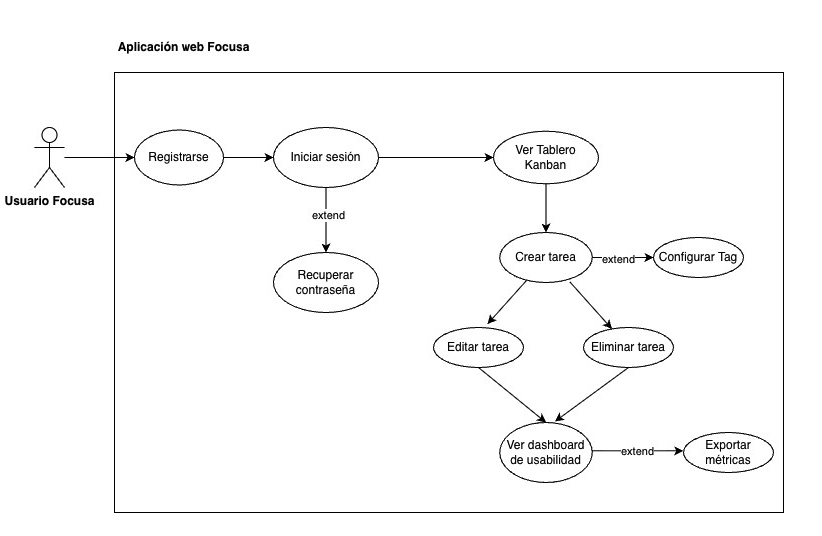 Aplicación web Focusa
Usuario Focusa
Registrarse
Iniciar sesión
Ver Tablero
Kanban
extend
Recuperar
contraseña
Crear tarea
extend
Configurar Tag
Editar tarea
Eliminar tarea
Ver dashboard
de usabilidad
extend
Exportar
métricas